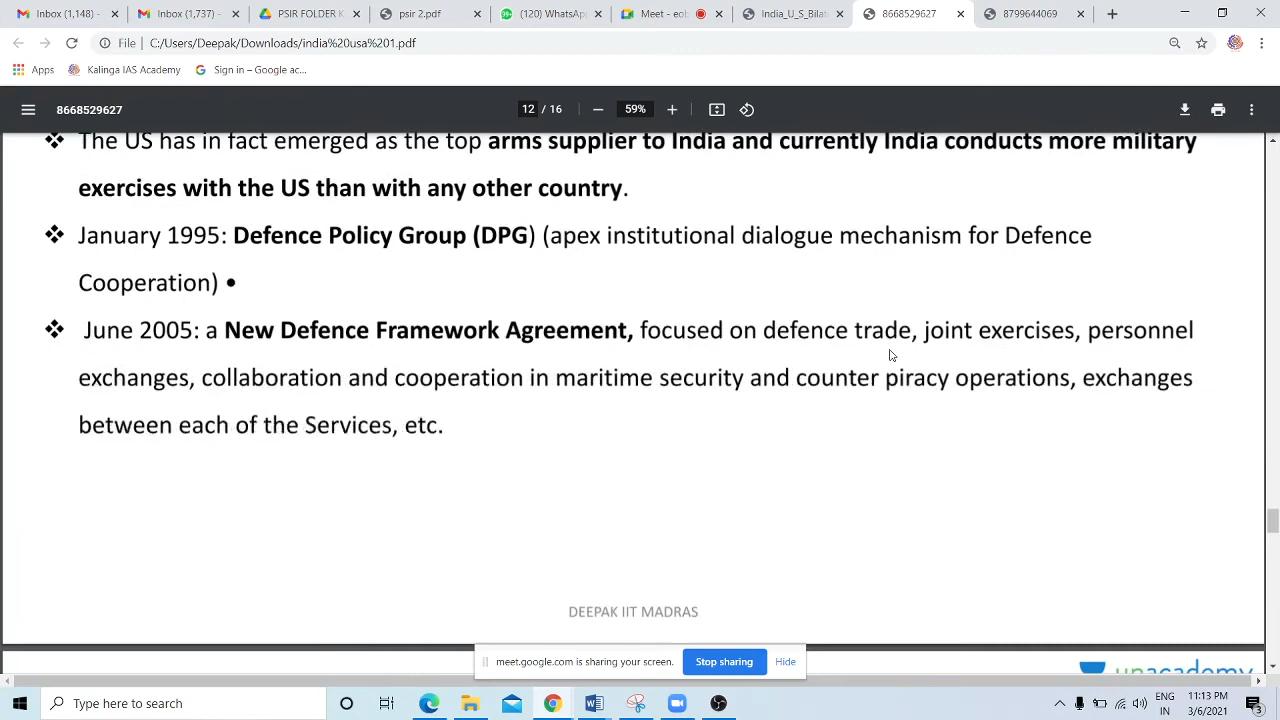 Inbox (1,148) -
Inbox (1,737) -
PSIR FOLDER K
psir 2.pdf
(120) WhatsApp
Meet - eob
India_U_S_Bilat
8668529627
8799644069
File
C:/Users/Deepak/Downloads/india%20usa%201.pdf
Apps
Kalinga IAS Academy
Sign in – Google ac...
8668529627
12 / 16
59%
❖ The US has in fact emerged as the top arms supplier to India and currently India conducts more military
exercises with the US than with any other country.
❖ January 1995: Defence Policy Group (DPG) (apex institutional dialogue mechanism for Defence
Cooperation) •
❖ June 2005: a New Defence Framework Agreement, focused on defence trade, joint exercises, personnel
exchanges, collaboration and cooperation in maritime security and counter piracy operations, exchanges
between each of the Services, etc.
DEEPAK IIT MADRAS
meet.google.com is sharing your screen.
Stop sharing
Hide
unacademy
Type here to search
ENG
IN
11:13 PM
3/6/2021
3